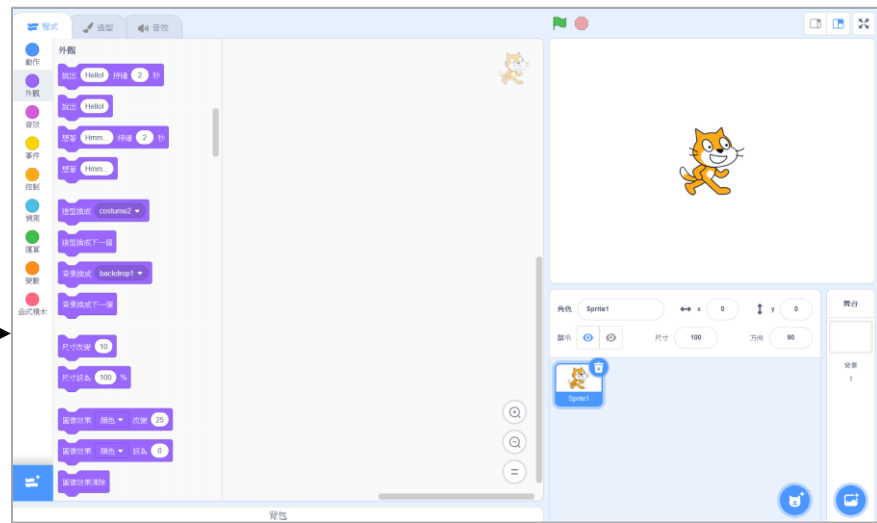 程式 造型 音效
動作
外觀
音效
事件
控制
偵測
運算
變數
函式積木
外觀
說出 Hello! 持續 2 秒
說出 Hello!
想著 Hmm... 持續 2 秒
想著 Hmm...
造型換成 costume2
造型換成下一個
背景換成 backdrop1
背景換成下一個
尺寸改變 10
尺寸設為 100 %
圖像效果 顏色 改變 25
圖像效果 顏色 設為 0
圖像效果清除
背包
角色 Sprite1 x 0 y 0
顯示 尺寸 100 方向 90
Sprite1
舞台
背景
1